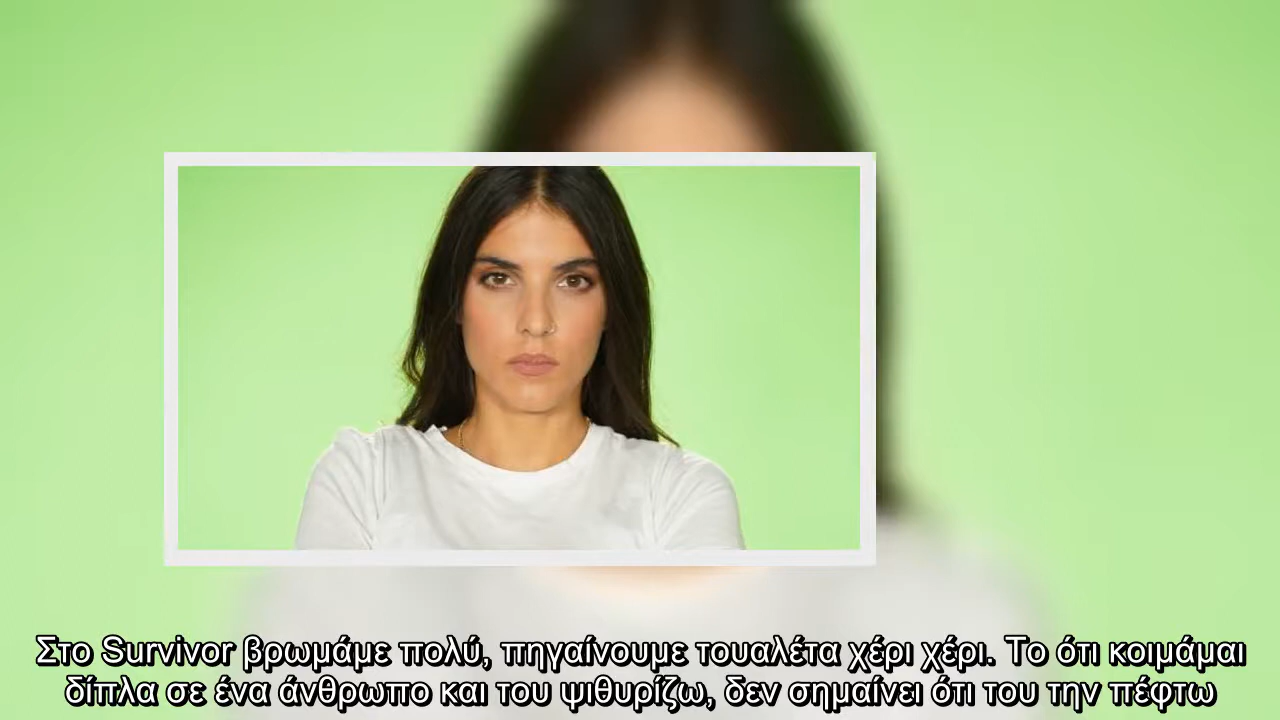 Στο Survivor βρωμάμε πολύ, πηγαίνουμε τουαλέτα χέρι χέρι. Το ότι κοιμάμαι
δίπλα σε ένα άνθρωπο και του ψιθυρίζω, δεν σημαίνει ότι του την πέφτω